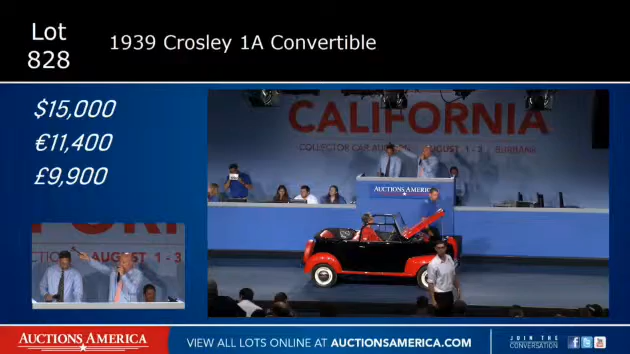 Lot
828
1939 Crosley 1A Convertible
$15,000
€11,400
£9,900
CALIFORNIA
COLLECTOR CAR AUCTION AUGUST 1 - 3 BURBANK
AUCTIONS AMERICA
AUGUST 1 - 3
AUCTIONS AMERICA
VIEW ALL LOTS ONLINE AT AUCTIONSAMERICA.COM
JOIN THE
CONVERSATION